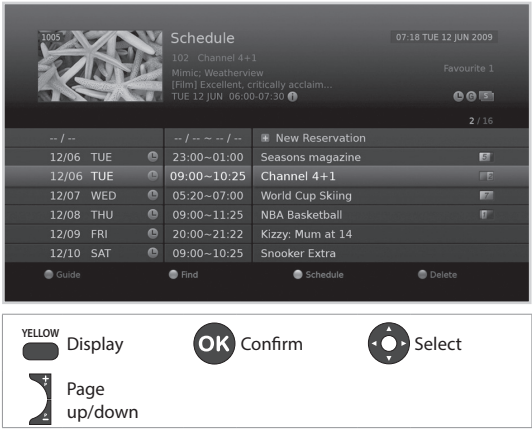 1005
Schedule
07:18 TUE 12 JUN 2009
102 Channel 4+1
Mimic; Weatherview
Favourite 1
[Film] Excellent, critically acclaim...
TUE 12 JUN 06:00-07:30
2 / 16
-- / -- -- / -- ~ -- / -- New Reservation
12/06 TUE 23:00~01:00 Seasons magazine
12/06 TUE 09:00~10:25 Channel 4+1
12/07 WED 05:20~07:00 World Cup Skiing
12/08 THU 09:00~11:25 NBA Basketball
12/09 FRI 20:00~21:22 Kizzy: Mum at 14
12/10 SAT 09:00~10:25 Snooker Extra
Guide Find Schedule Delete
YELLOW Display OK Confirm Select
+ Page
– up/down